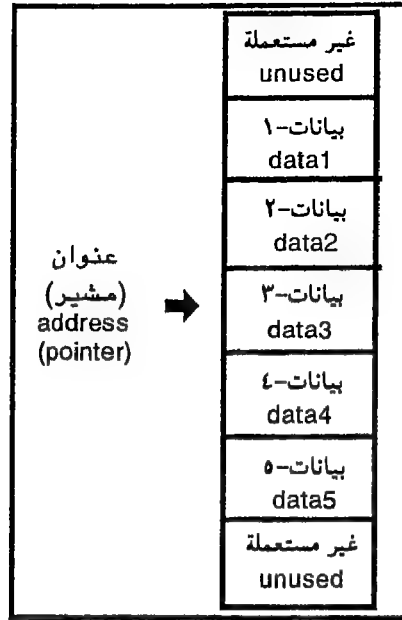 غير مستعملة
unused
بيانات-١
data1
بيانات-٢
data2
عنوان
(مشير)
address
(pointer)
بيانات-٣
data3
بيانات-٤
data4
بيانات-٥
data5
غير مستعملة
unused